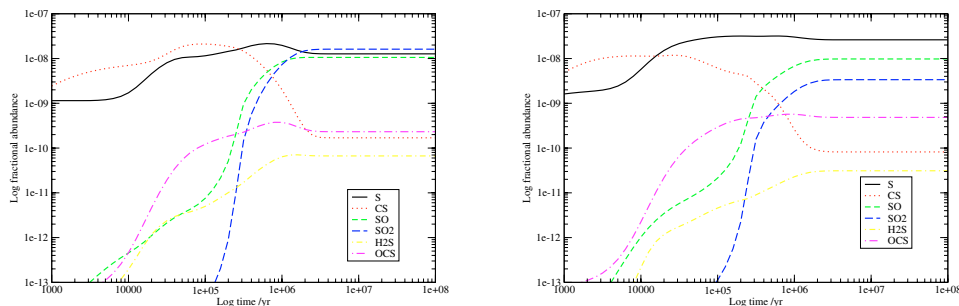 1e-07
1e-08
1e-09
1e-10
1e-11
1e-12
1e-13
Log fractional abundance
1000 10000 1e+05 1e+06 1e+07 1e+08
Log time /yr
S
CS
SO
SO2
H2S
OCS
1e-07
1e-08
1e-09
1e-10
1e-11
1e-12
1e-13
Log fractional abundance
1000 10000 1e+05 1e+06 1e+07 1e+08
Log time /yr
S
CS
SO
SO2
H2S
OCS